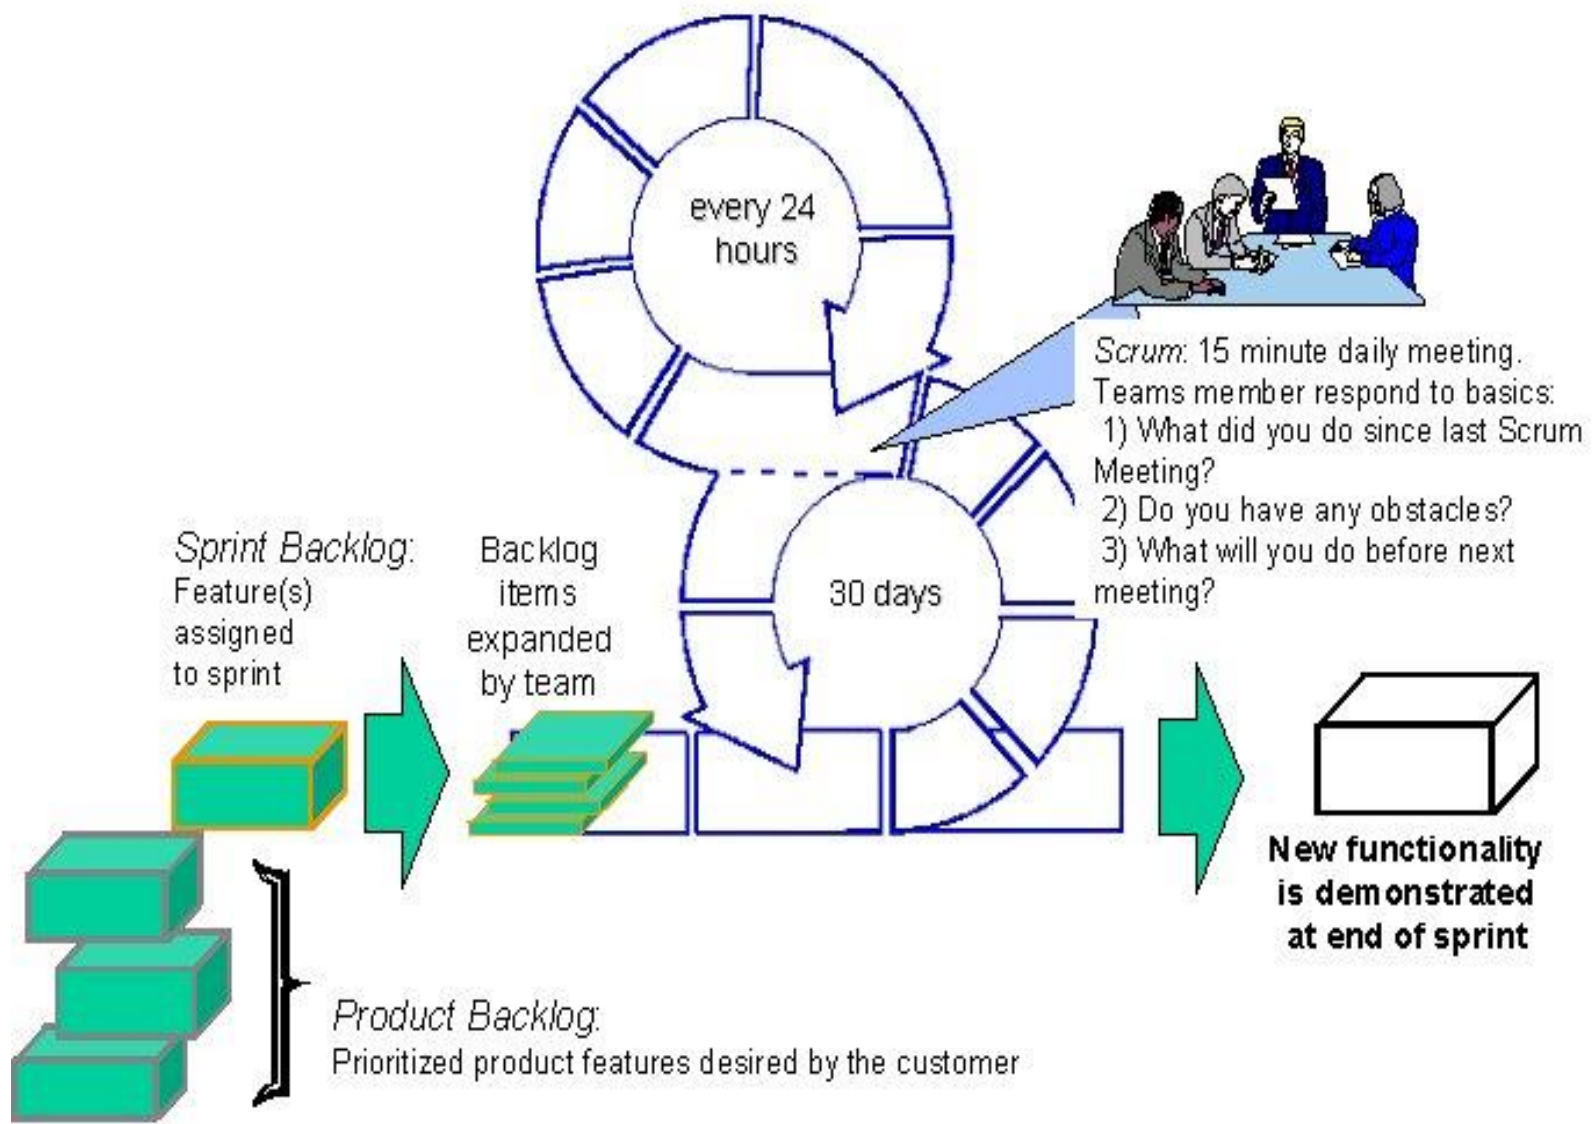 every 24
hours
Scrum: 15 minute daily meeting.
Teams member respond to basics:
1) What did you do since last Scrum
Meeting?
2) Do you have any obstacles?
3) What will you do before next
meeting?
30 days
Sprint Backlog:
Feature(s)
assigned
to sprint
Backlog
items
expanded
by team
New functionality
is demonstrated
at end of sprint
Product Backlog:
Prioritized product features desired by the customer